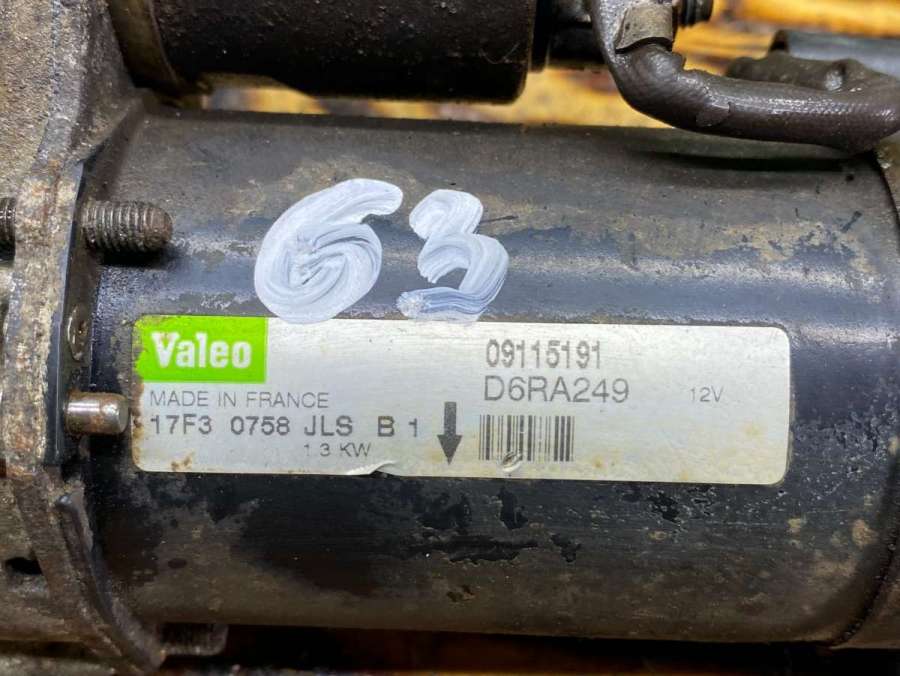 63
Valeo
09115191
D6RA249
12V
MADE IN FRANCE
17F3 0758 JLS B 1
1.3 KW